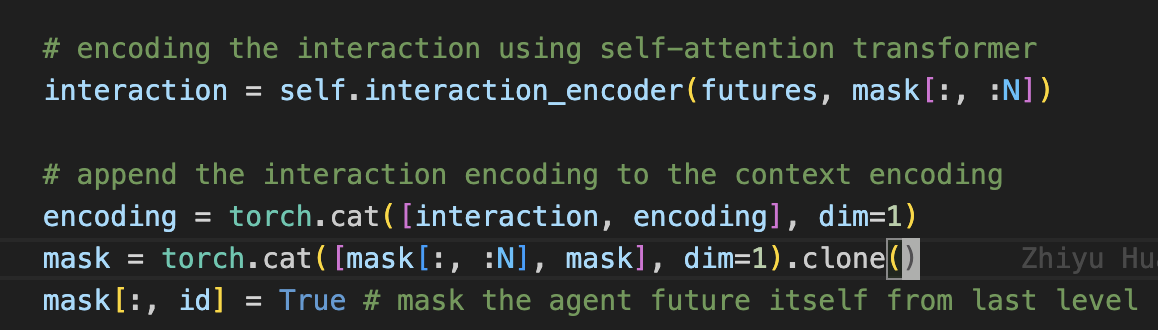 # encoding the interaction using self-attention transformer
interaction = self.interaction_encoder(futures, mask[:, :N])
# append the interaction encoding to the context encoding
encoding = torch.cat([interaction, encoding], dim=1)
mask = torch.cat([mask[:, :N], mask], dim=1).clone() Zhiyu
mask[:, id] = True # mask the agent future itself from last level